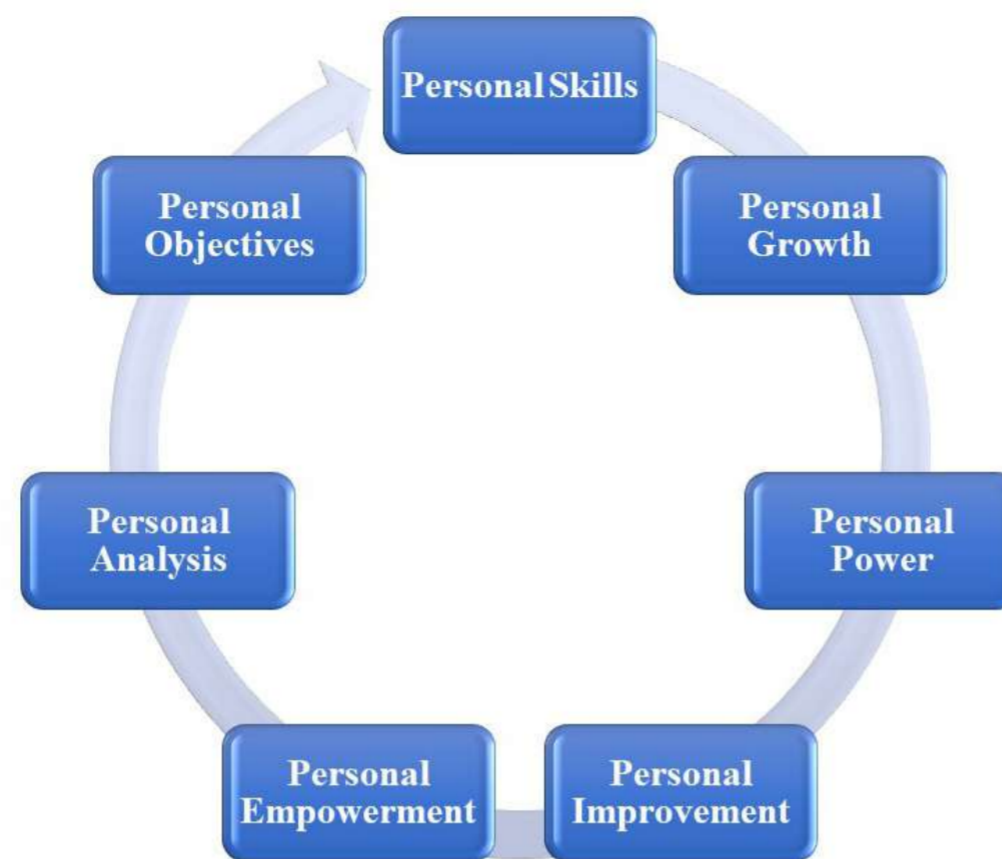 Personal Skills
Personal
Growth
Personal
Power
Personal
Improvement
Personal
Empowerment
Personal
Analysis
Personal
Objectives